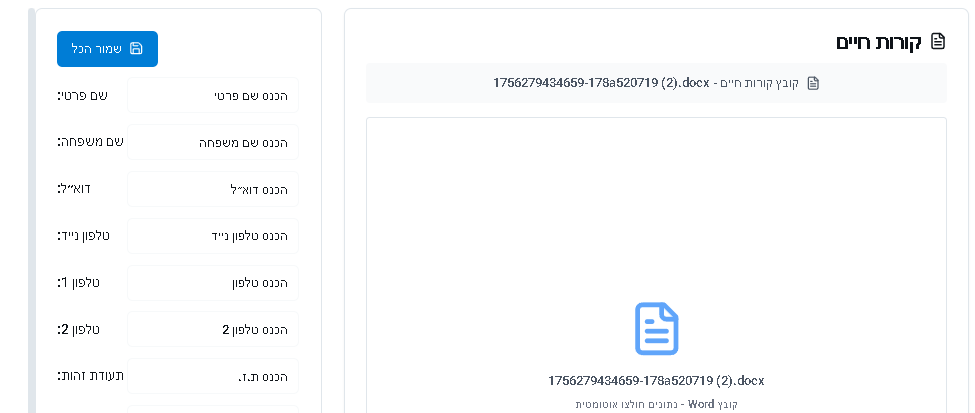 קורות חיים
קובץ קורות חיים - 1756279434659-178a520719 (2).docx
1756279434659-178a520719 (2).docx
קובץ Word - נתונים חולצו אוטומטית
שמור הכל
שם פרטי:
הכנס שם פרטי
שם משפחה:
הכנס שם משפחה
דוא״ל:
הכנס דוא״ל
טלפון נייד:
הכנס טלפון נייד
טלפון 1:
הכנס טלפון
טלפון 2:
הכנס טלפון 2
תעודת זהות:
הכנס ת.ז.